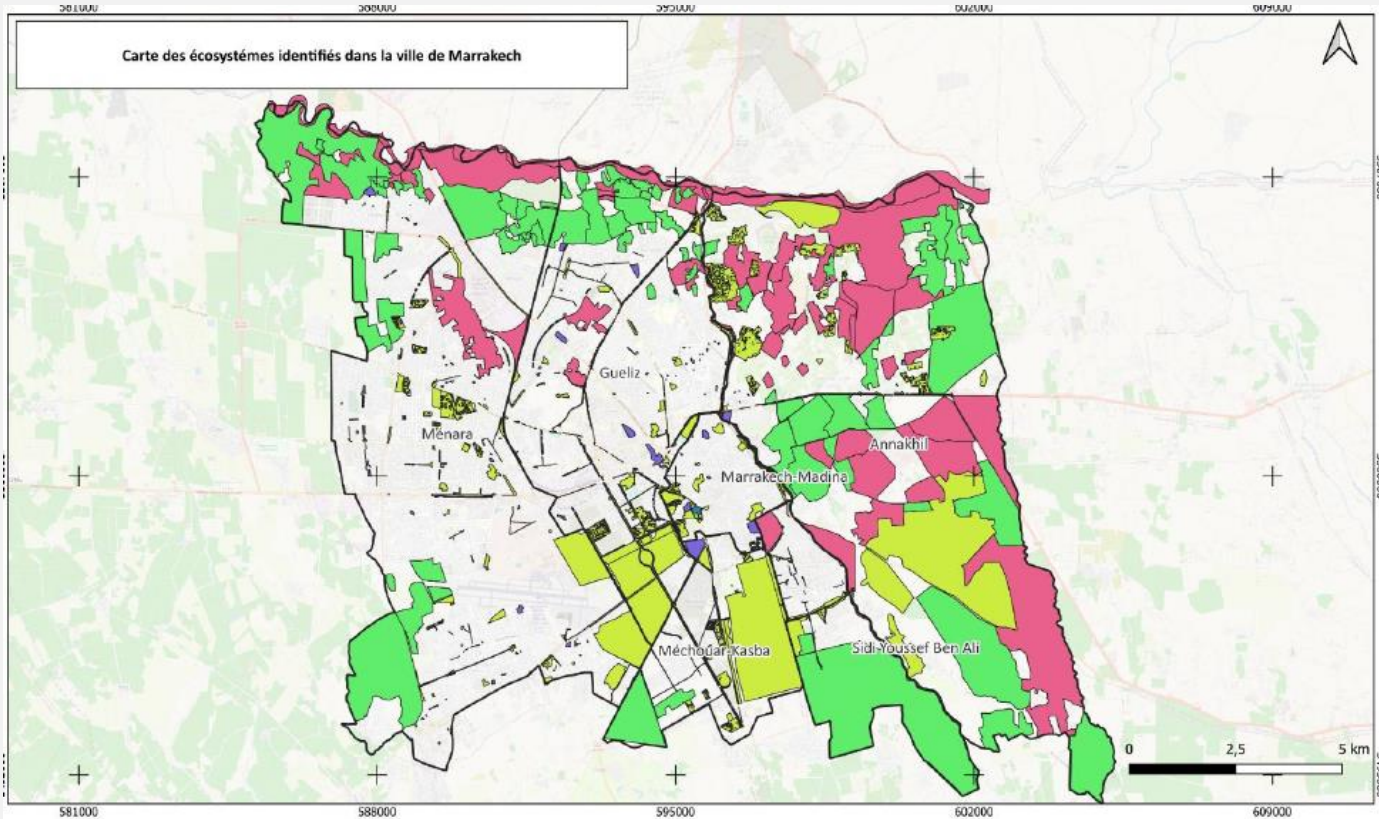 581000 588000 595000 602000 609000
Carte des écosystémes identifiés dans la ville de Marrakech
Gueliz
Ménara
Annakhil
Marrakech-Madina
Méchouar-Kasba
Sidi-Youssef Ben Ali
0 2,5 5 km
581000 588000 595000 602000 609000